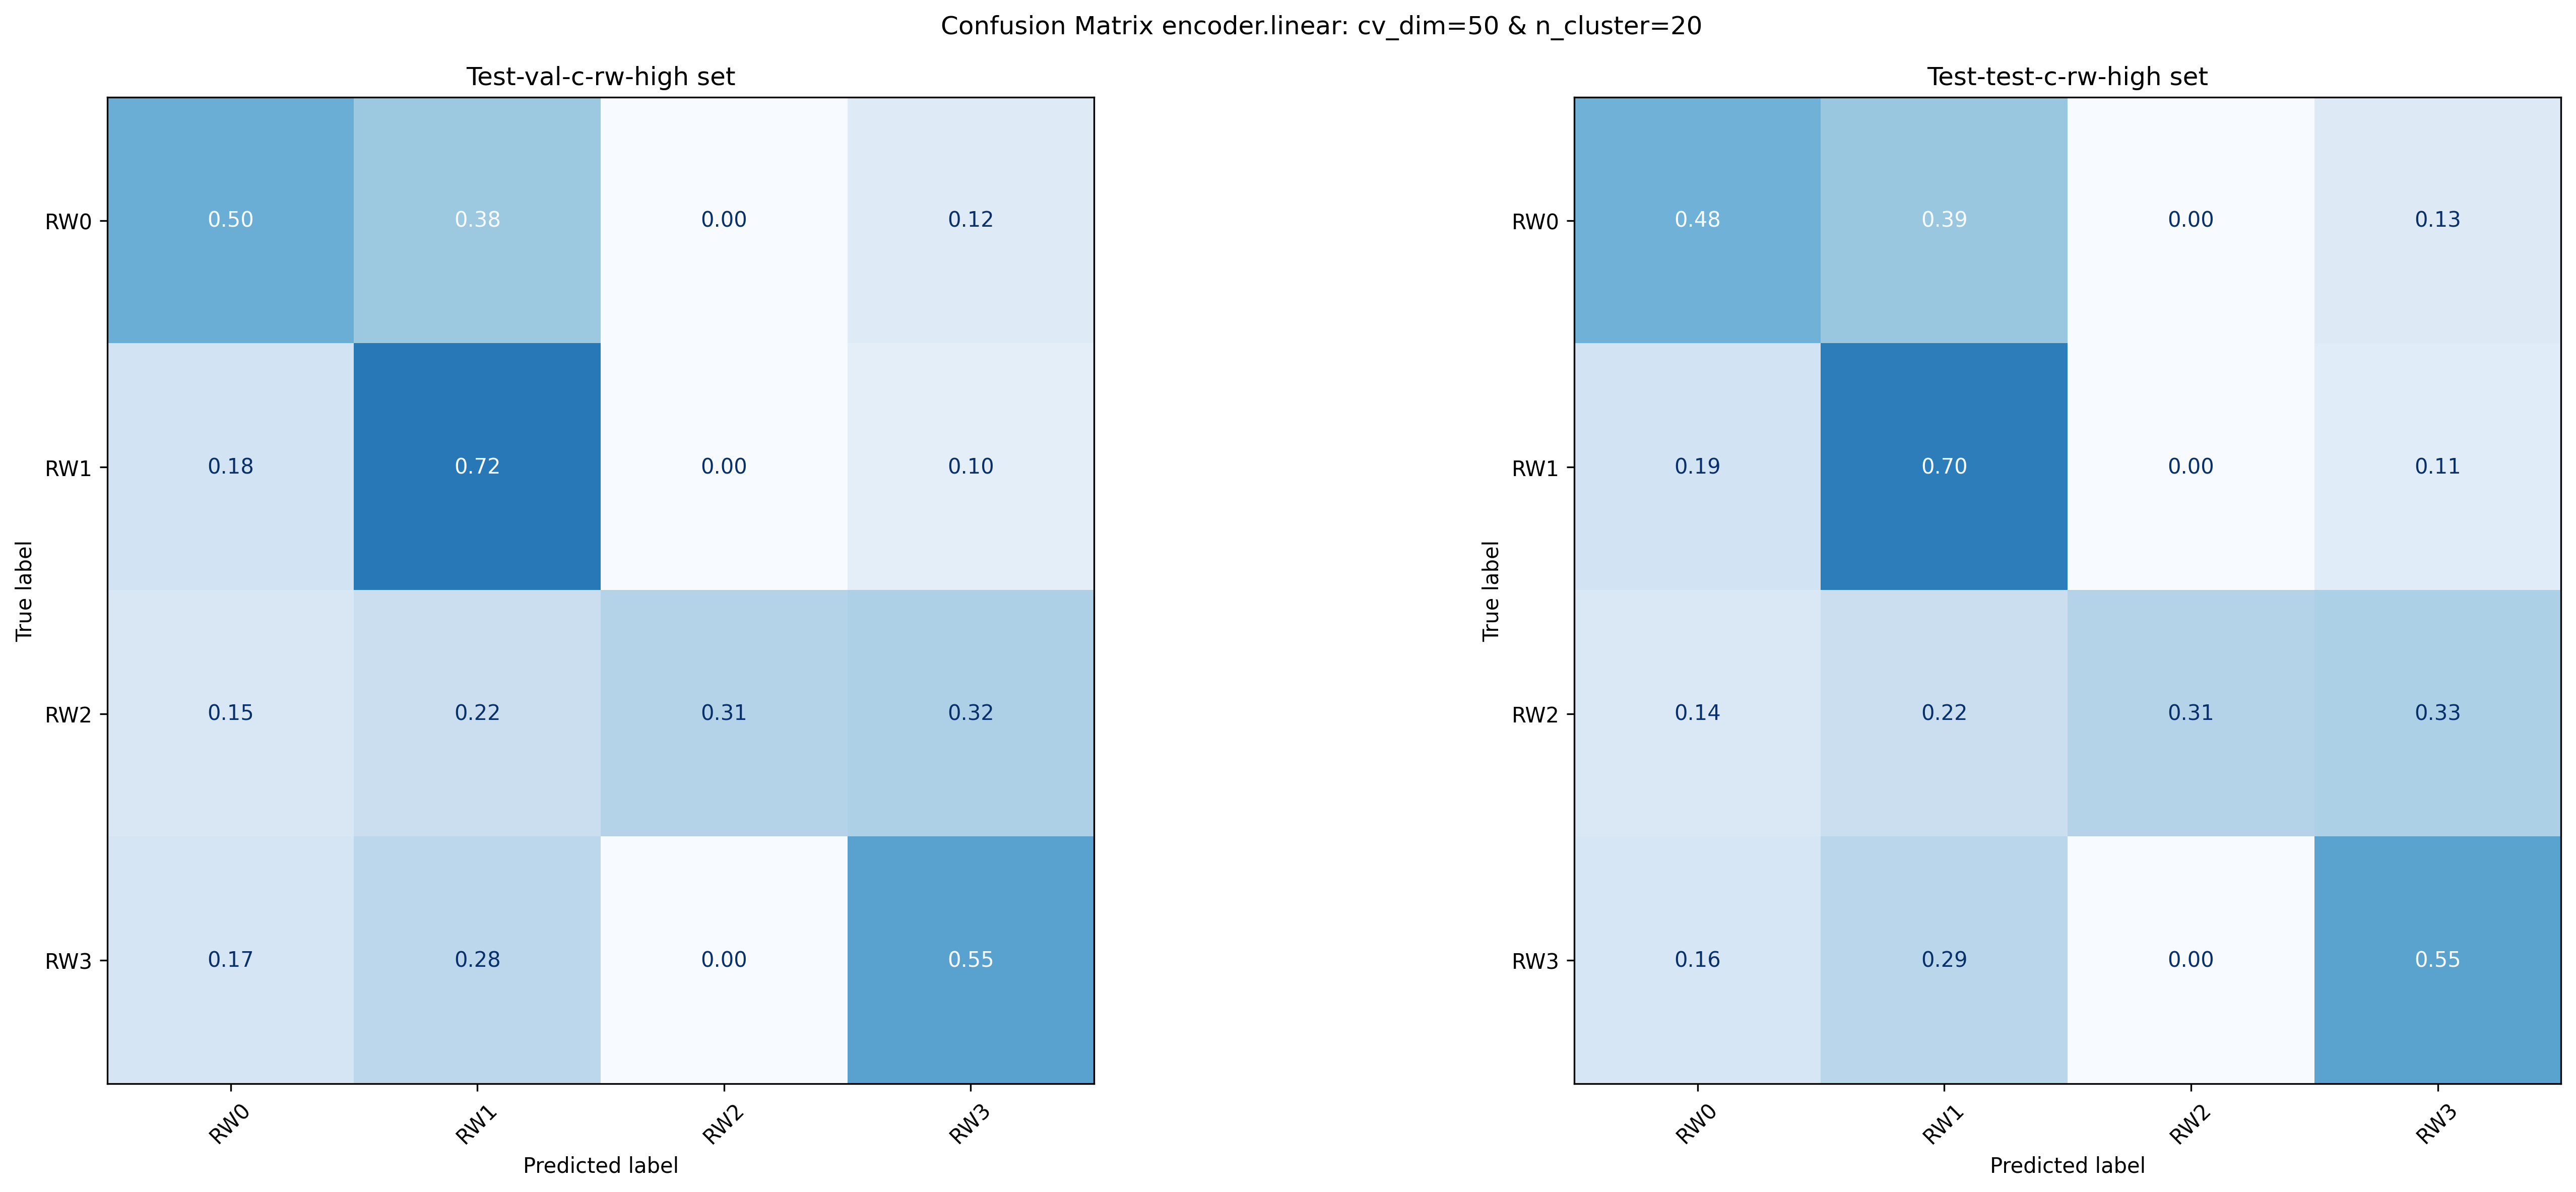 Confusion Matrix encoder.linear: cv_dim=50 & n_cluster=20
Test-val-c-rw-high set
True label
RW0 0.50 0.38 0.00 0.12
RW1 0.18 0.72 0.00 0.10
RW2 0.15 0.22 0.31 0.32
RW3 0.17 0.28 0.00 0.55
RW0 RW1 RW2 RW3
Predicted label
Test-test-c-rw-high set
True label
RW0 0.48 0.39 0.00 0.13
RW1 0.19 0.70 0.00 0.11
RW2 0.14 0.22 0.31 0.33
RW3 0.16 0.29 0.00 0.55
RW0 RW1 RW2 RW3
Predicted label